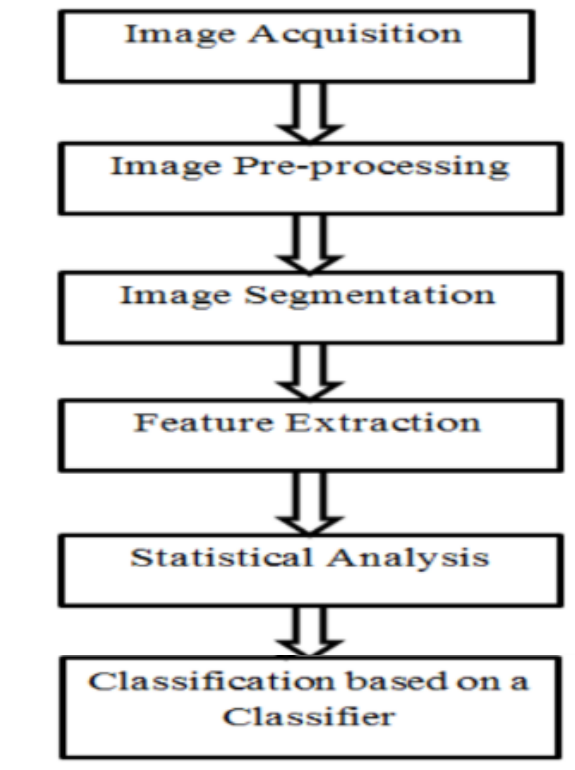 Image Acquisition
Image Pre-processing
Image Segmentation
Feature Extraction
Statistical Analysis
Classification based on a
Classifier